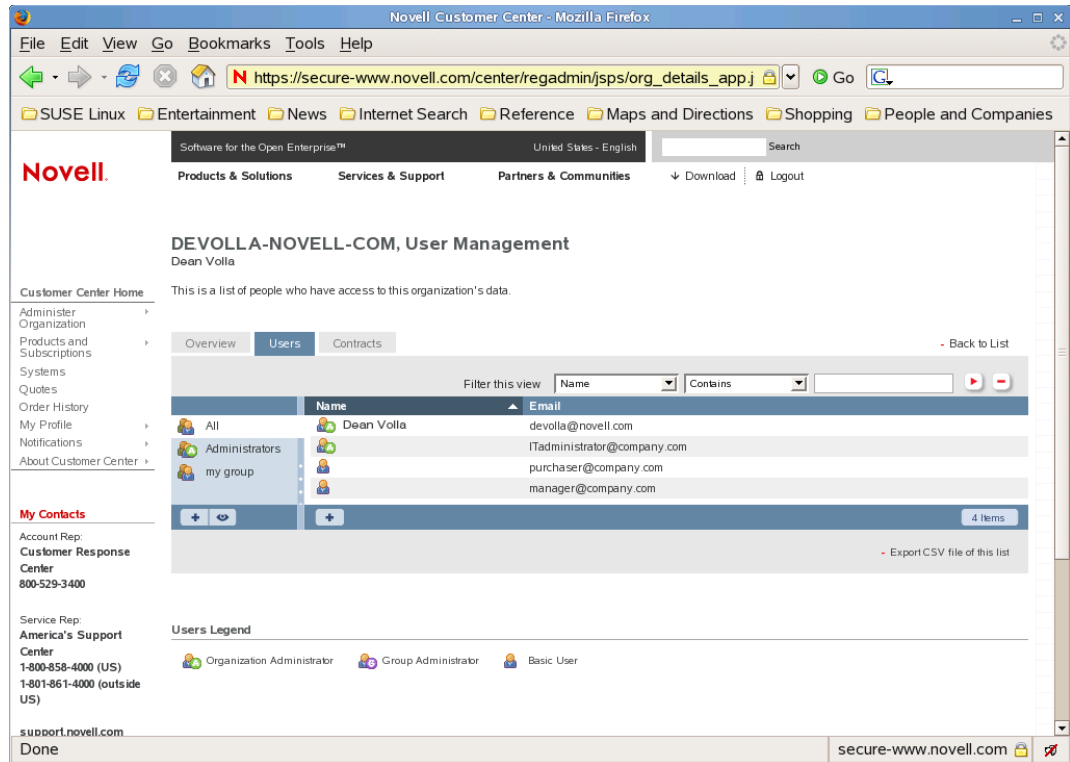 Novell Customer Center - Mozilla Firefox
File Edit View Go Bookmarks Tools Help
N https://secure-www.novell.com/center/regadmin/jsps/org_details_app.j Go G
SUSE Linux Entertainment News Internet Search Reference Maps and Directions Shopping People and Companies
Software for the Open Enterprise™ United States - English Search
Novell.
Products & Solutions Services & Support Partners & Communities Download Logout
DEVOLLA-NOVELL-COM, User Management
Dean Volla
This is a list of people who have access to this organization's data.
Customer Center Home
Administer Organization
Products and Subscriptions
Systems
Quotes
Order History
My Profile
Notifications
About Customer Center
My Contacts
Account Rep:
Customer Response
Center
800-529-3400
Service Rep:
America's Support
Center
1-800-858-4000 (US)
1-801-861-4000 (outside
US)
support.novell.com
Overview Users Contracts - Back to List
Filter this view Name Contains
Name Email
All
Administrators
my group
Dean Volla devolla@novell.com
ITadministrator@company.com
purchaser@company.com
manager@company.com
4 Items
- Export CSV file of this list
Users Legend
Organization Administrator Group Administrator Basic User
Done secure-www.novell.com